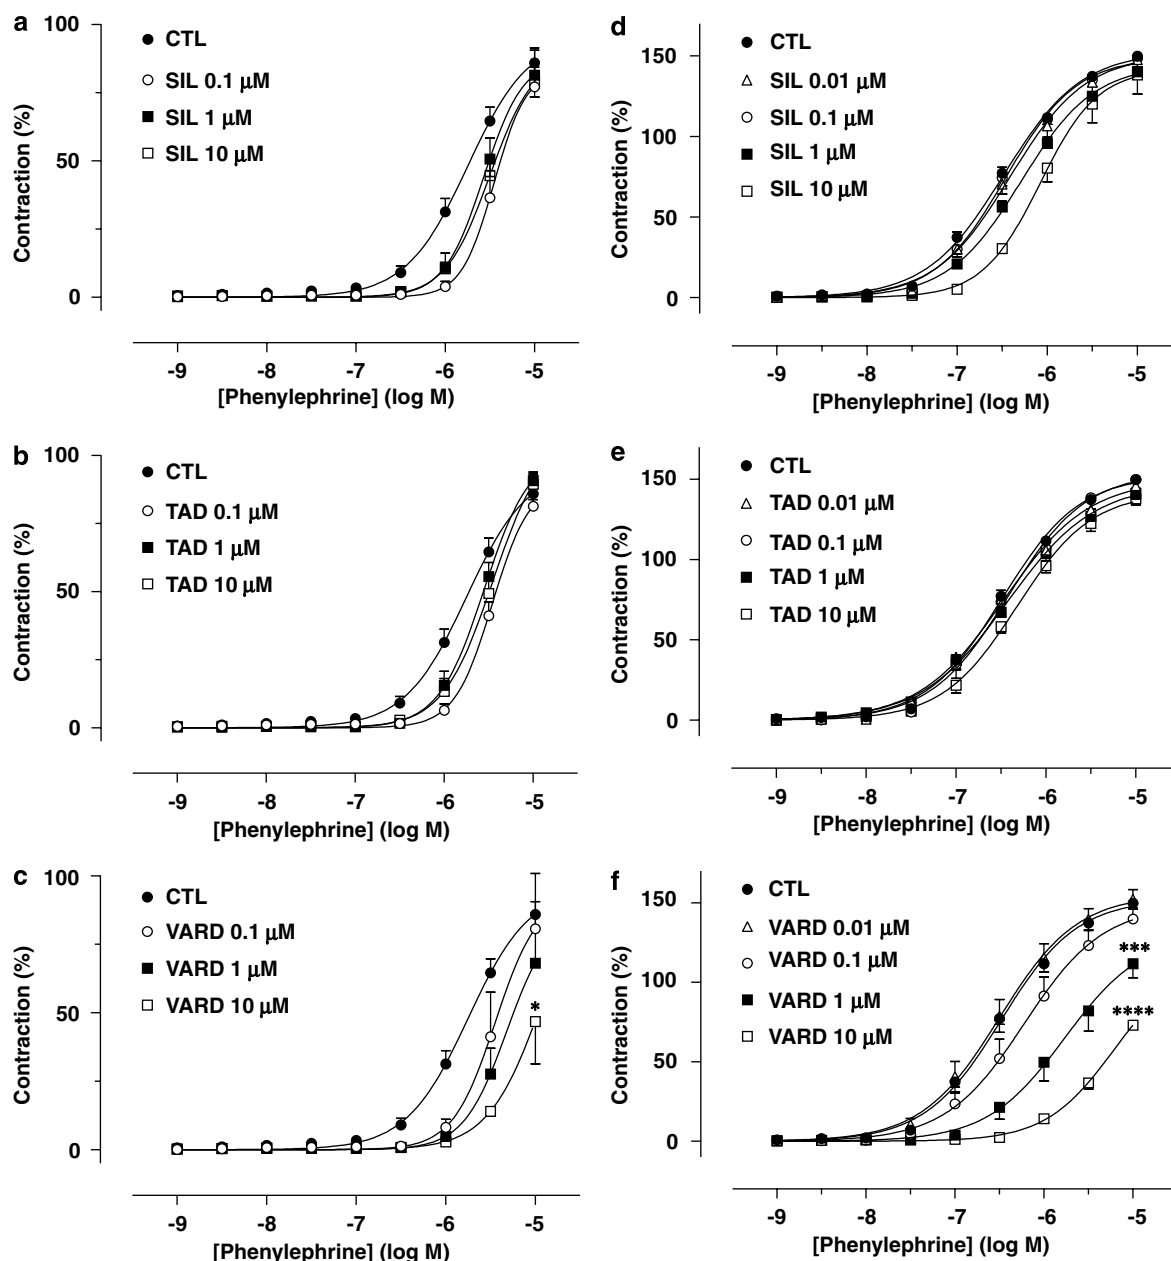 a
100
50
0
Contraction (%)
CTL
SIL 0.1 μM
SIL 1 μM
SIL 10 μM
-9 -8 -7 -6 -5
[Phenylephrine] (log M)
d
150
100
50
0
Contraction (%)
CTL
SIL 0.01 μM
SIL 0.1 μM
SIL 1 μM
SIL 10 μM
-9 -8 -7 -6 -5
[Phenylephrine] (log M)
b
100
50
0
Contraction (%)
CTL
TAD 0.1 μM
TAD 1 μM
TAD 10 μM
-9 -8 -7 -6 -5
[Phenylephrine] (log M)
e
150
100
50
0
Contraction (%)
CTL
TAD 0.01 μM
TAD 0.1 μM
TAD 1 μM
TAD 10 μM
-9 -8 -7 -6 -5
[Phenylephrine] (log M)
c
100
50
0
Contraction (%)
CTL
VARD 0.1 μM
VARD 1 μM
VARD 10 μM
*
-9 -8 -7 -6 -5
[Phenylephrine] (log M)
f
150
100
50
0
Contraction (%)
CTL
VARD 0.01 μM
VARD 0.1 μM
VARD 1 μM
VARD 10 μM
***
****
-9 -8 -7 -6 -5
[Phenylephrine] (log M)